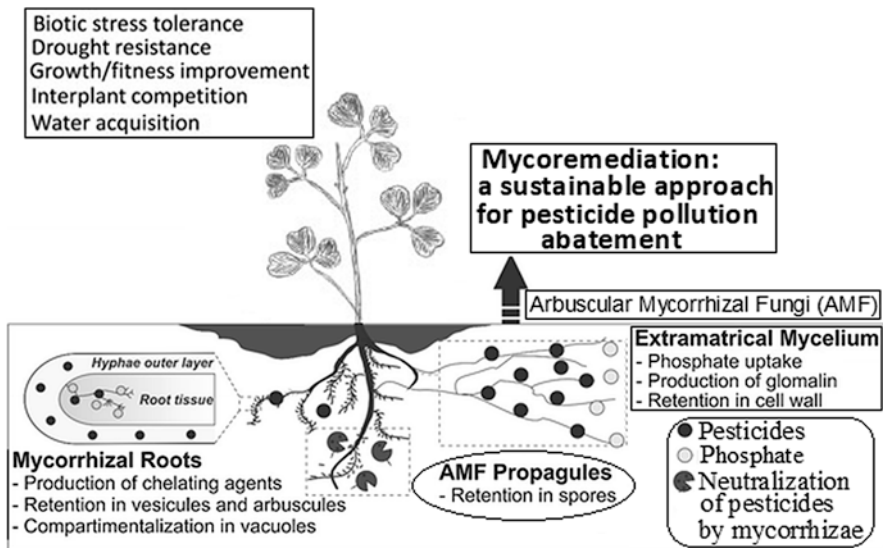 Biotic stress tolerance
Drought resistance
Growth/fitness improvement
Interplant competition
Water acquisition
Mycoremediation:
a sustainable approach
for pesticide pollution
abatement
Arbuscular Mycorrhizal Fungi (AMF)
Hyphae outer layer
Root tissue
Extramatrical Mycelium
- Phosphate uptake
- Production of glomalin
- Retention in cell wall
Mycorrhizal Roots
- Production of chelating agents
- Retention in vesicules and arbuscules
- Compartimentalization in vacuoles
AMF Propagules
- Retention in spores
Pesticides
Phosphate
Neutralization
of pesticides
by mycorrhizae